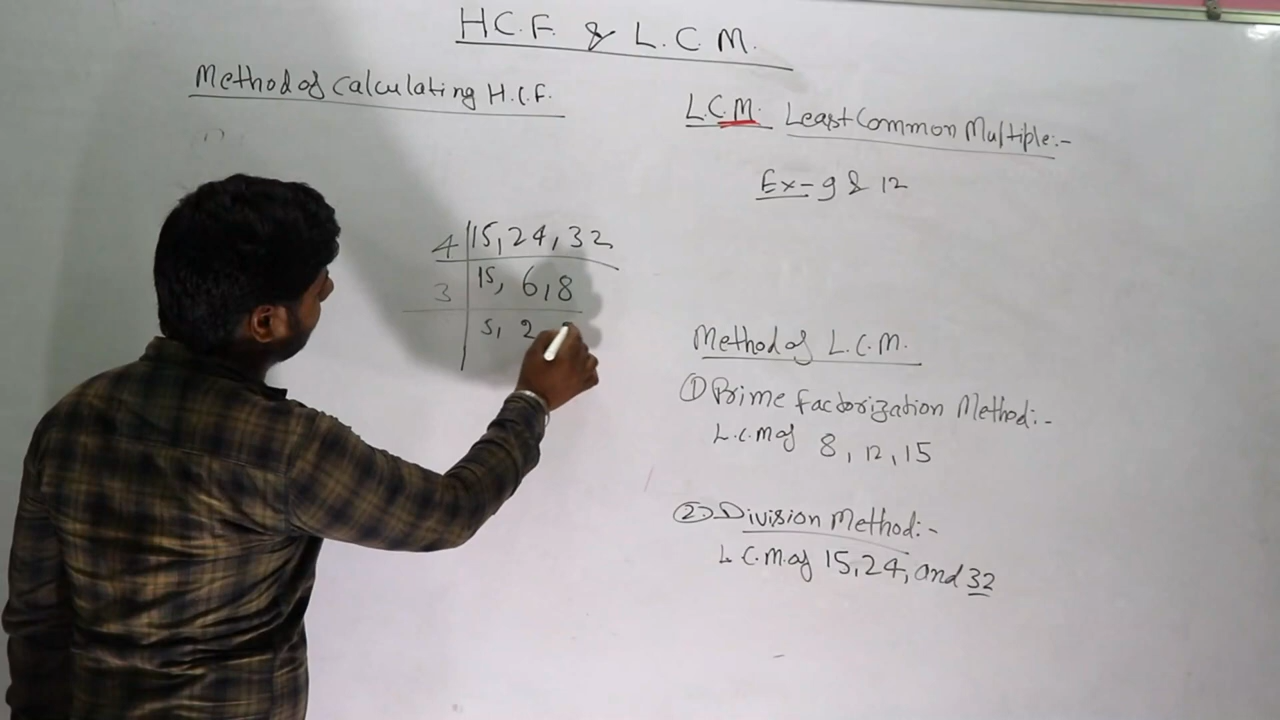 H.C.F. & L.C.M.
Method of Calculating H.C.F.
4 15, 24, 32
3 15, 6, 8
5, 2
L.C.M. Least Common Multiple:-
Ex- 9 & 12
Method of L.C.M.
① Prime factorization Method:-
L.C.M of 8, 12, 15
② Division Method:-
L.C.M. of 15, 24, and 32